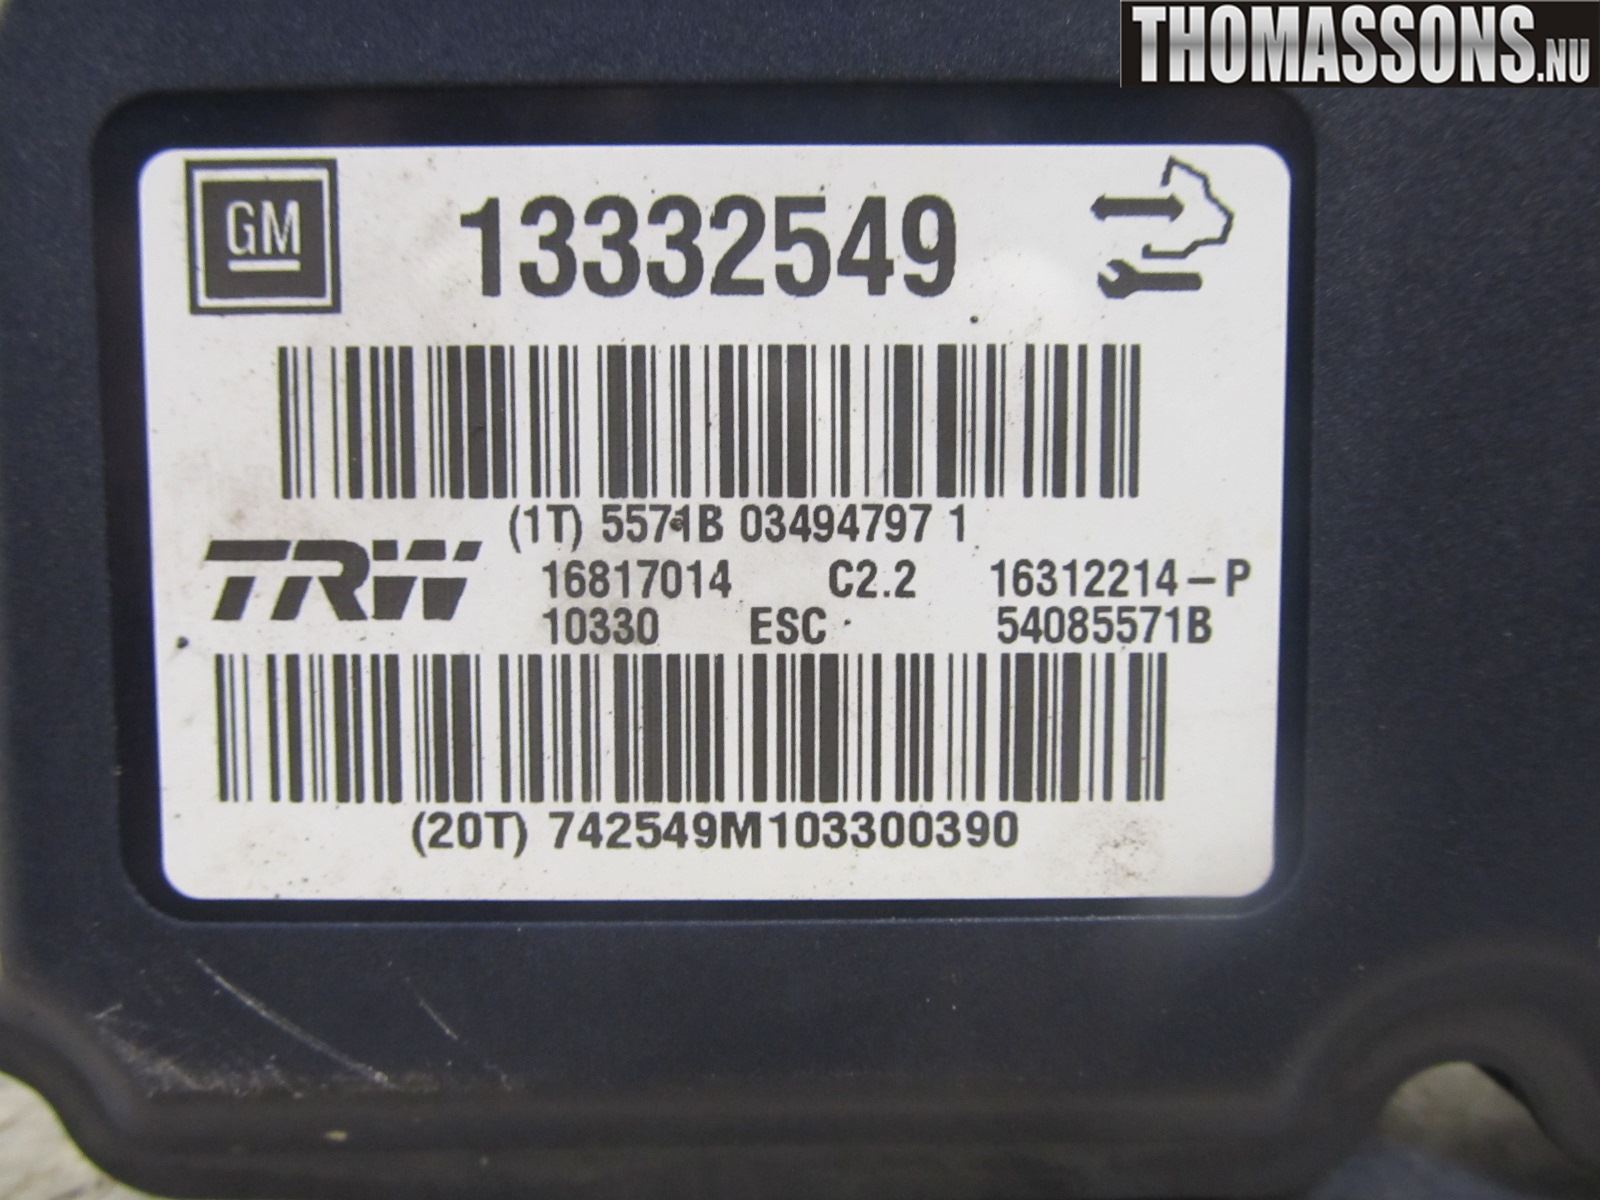 THOMASSONS.NU
GM 13332549
(1T) 5571B 03494797 1
TRW 16817014 C2.2 16312214-P
10330 ESC 54085571B
(20T) 742549M103300390